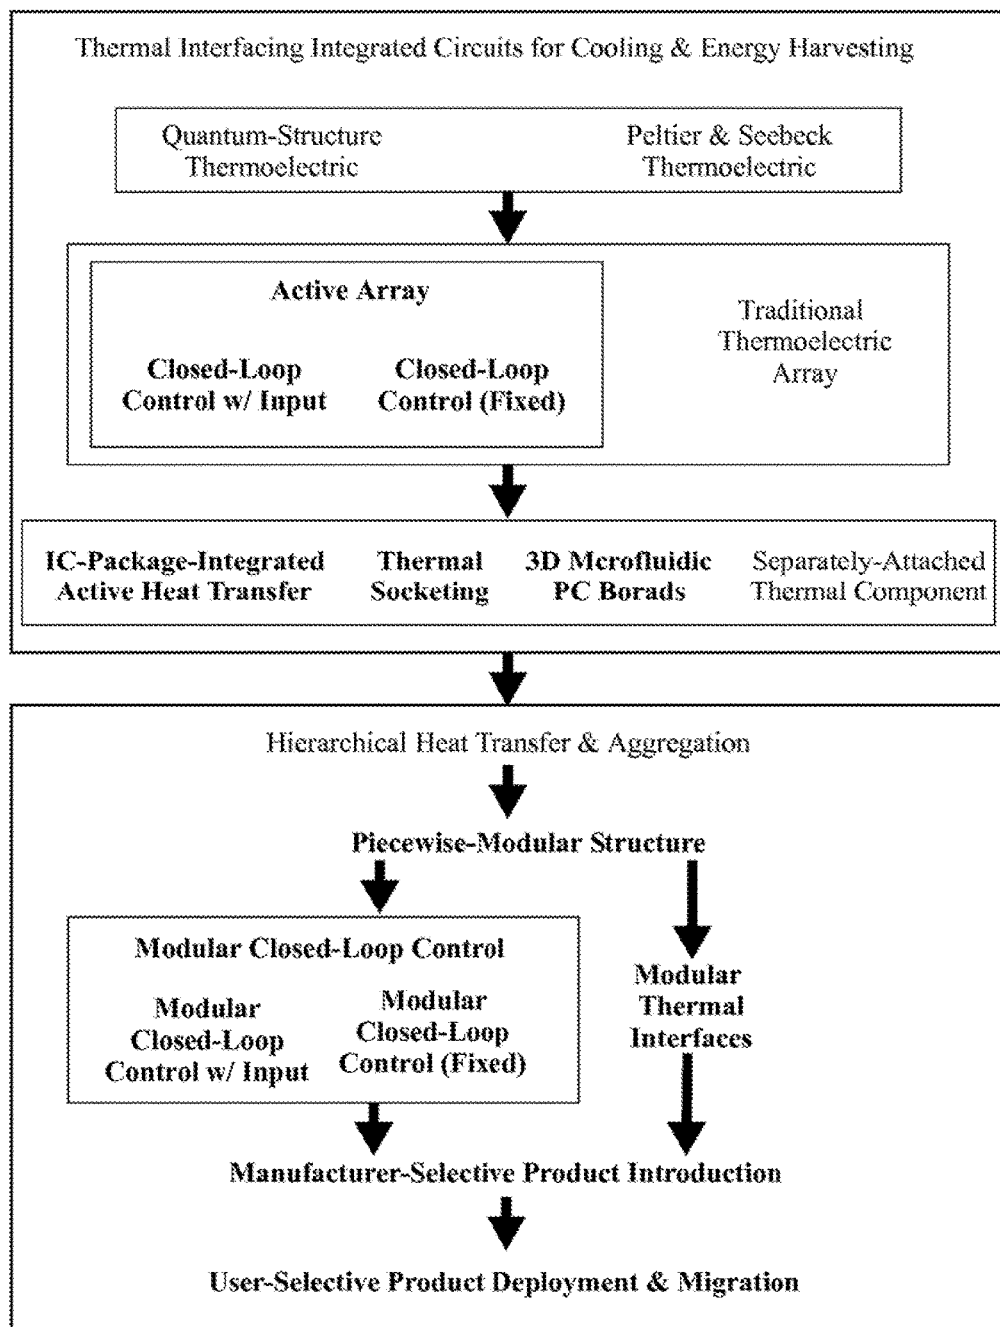 Thermal Interfacing Integrated Circuits for Cooling & Energy Harvesting
Quantum-Structure
Thermoelectric
Peltier & Seebeck
Thermoelectric
Active Array
Closed-Loop
Control w/ Input
Closed-Loop
Control (Fixed)
Traditional
Thermoelectric
Array
IC-Package-Integrated
Active Heat Transfer
Thermal
Socketing
3D Mcrofluidic
PC Borads
Separately-Attached
Thermal Component
Hierarchical Heat Transfer & Aggregation
Piecewise-Modular Structure
Modular Closed-Loop Control
Modular
Closed-Loop
Control w/ Input
Modular
Closed-Loop
Control (Fixed)
Modular
Thermal
Interfaces
Manufacturer-Selective Product Introduction
User-Selective Product Deployment & Migration